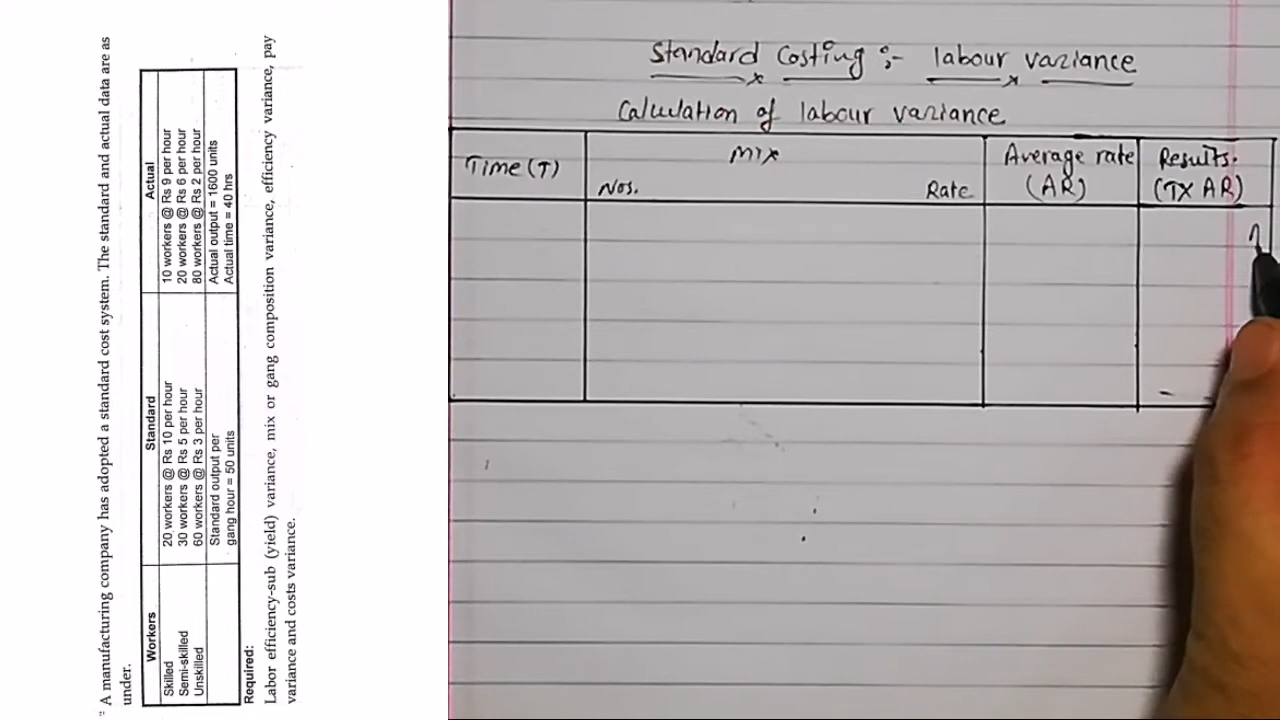 A manufacturing company has adopted a standard cost system. The standard and actual data are as
under.
Workers Standard Actual
Skilled 20 workers @ Rs 10 per hour 10 workers @ Rs 9 per hour
Semi-skilled 30 workers @ Rs 5 per hour 20 workers @ Rs 6 per hour
Unskilled 60 workers @ Rs 3 per hour 80 workers @ Rs 2 per hour
Standard output per Actual output = 1600 units
gang hour = 50 units Actual time = 40 hrs
Required:
Labor efficiency-sub (yield) variance, mix or gang composition variance, efficiency variance, pay
variance and costs variance.
Standard Costing :- labour variance
Calculation of labour variance
Time (T) Mix Average rate Results.
Nos. Rate (AR) (TX AR)